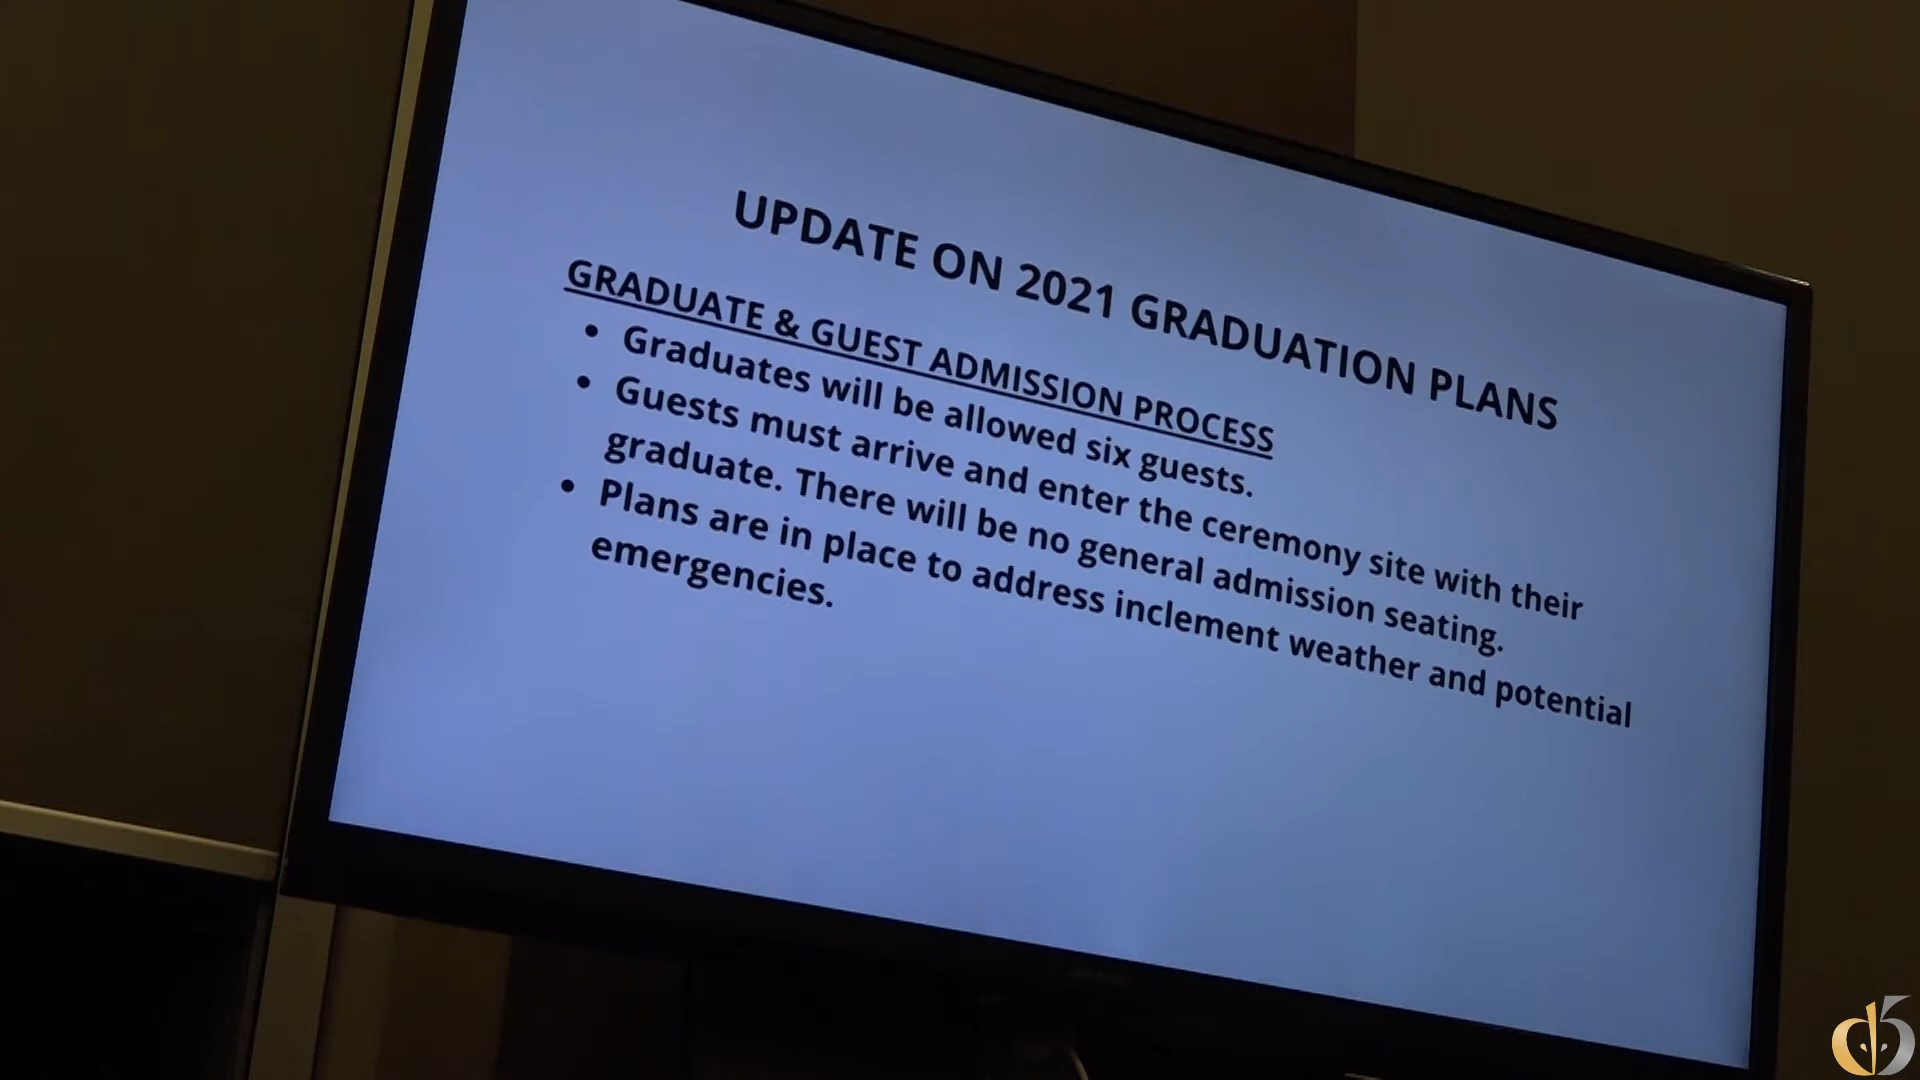 UPDATE ON 2021 GRADUATION PLANS
GRADUATE & GUEST ADMISSION PROCESS
• Graduates will be allowed six guests.
• Guests must arrive and enter the ceremony site with their
graduate. There will be no general admission seating.
• Plans are in place to address inclement weather and potential
emergencies.
d5